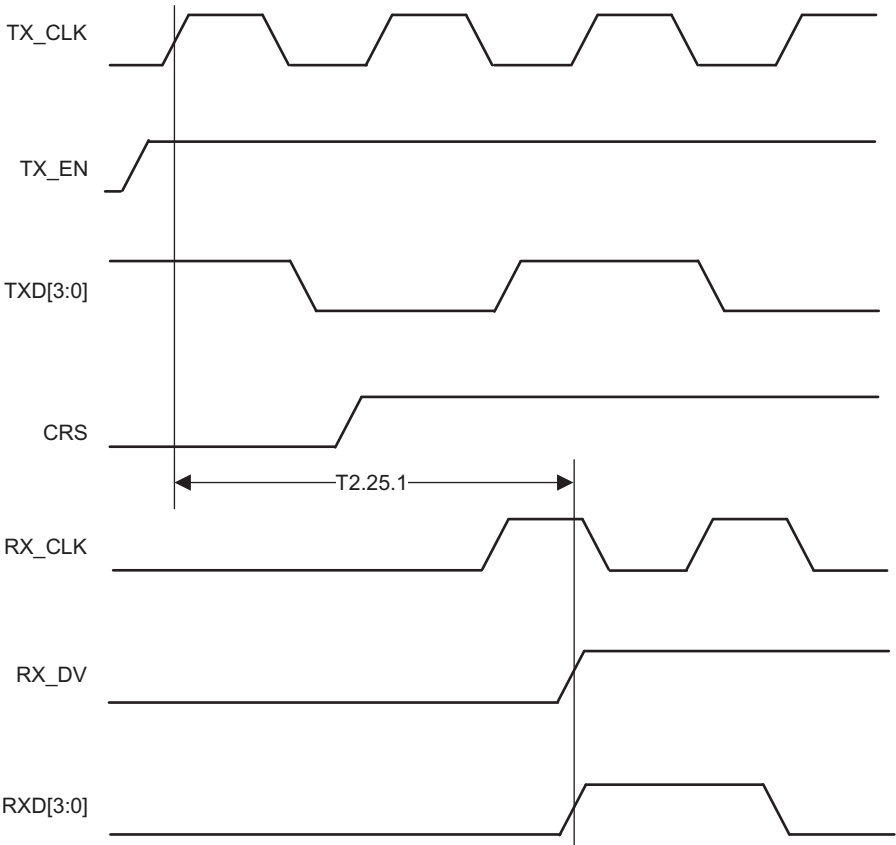 TX_CLK
TX_EN
TXD[3:0]
CRS
T2.25.1
RX_CLK
RX_DV
RXD[3:0]